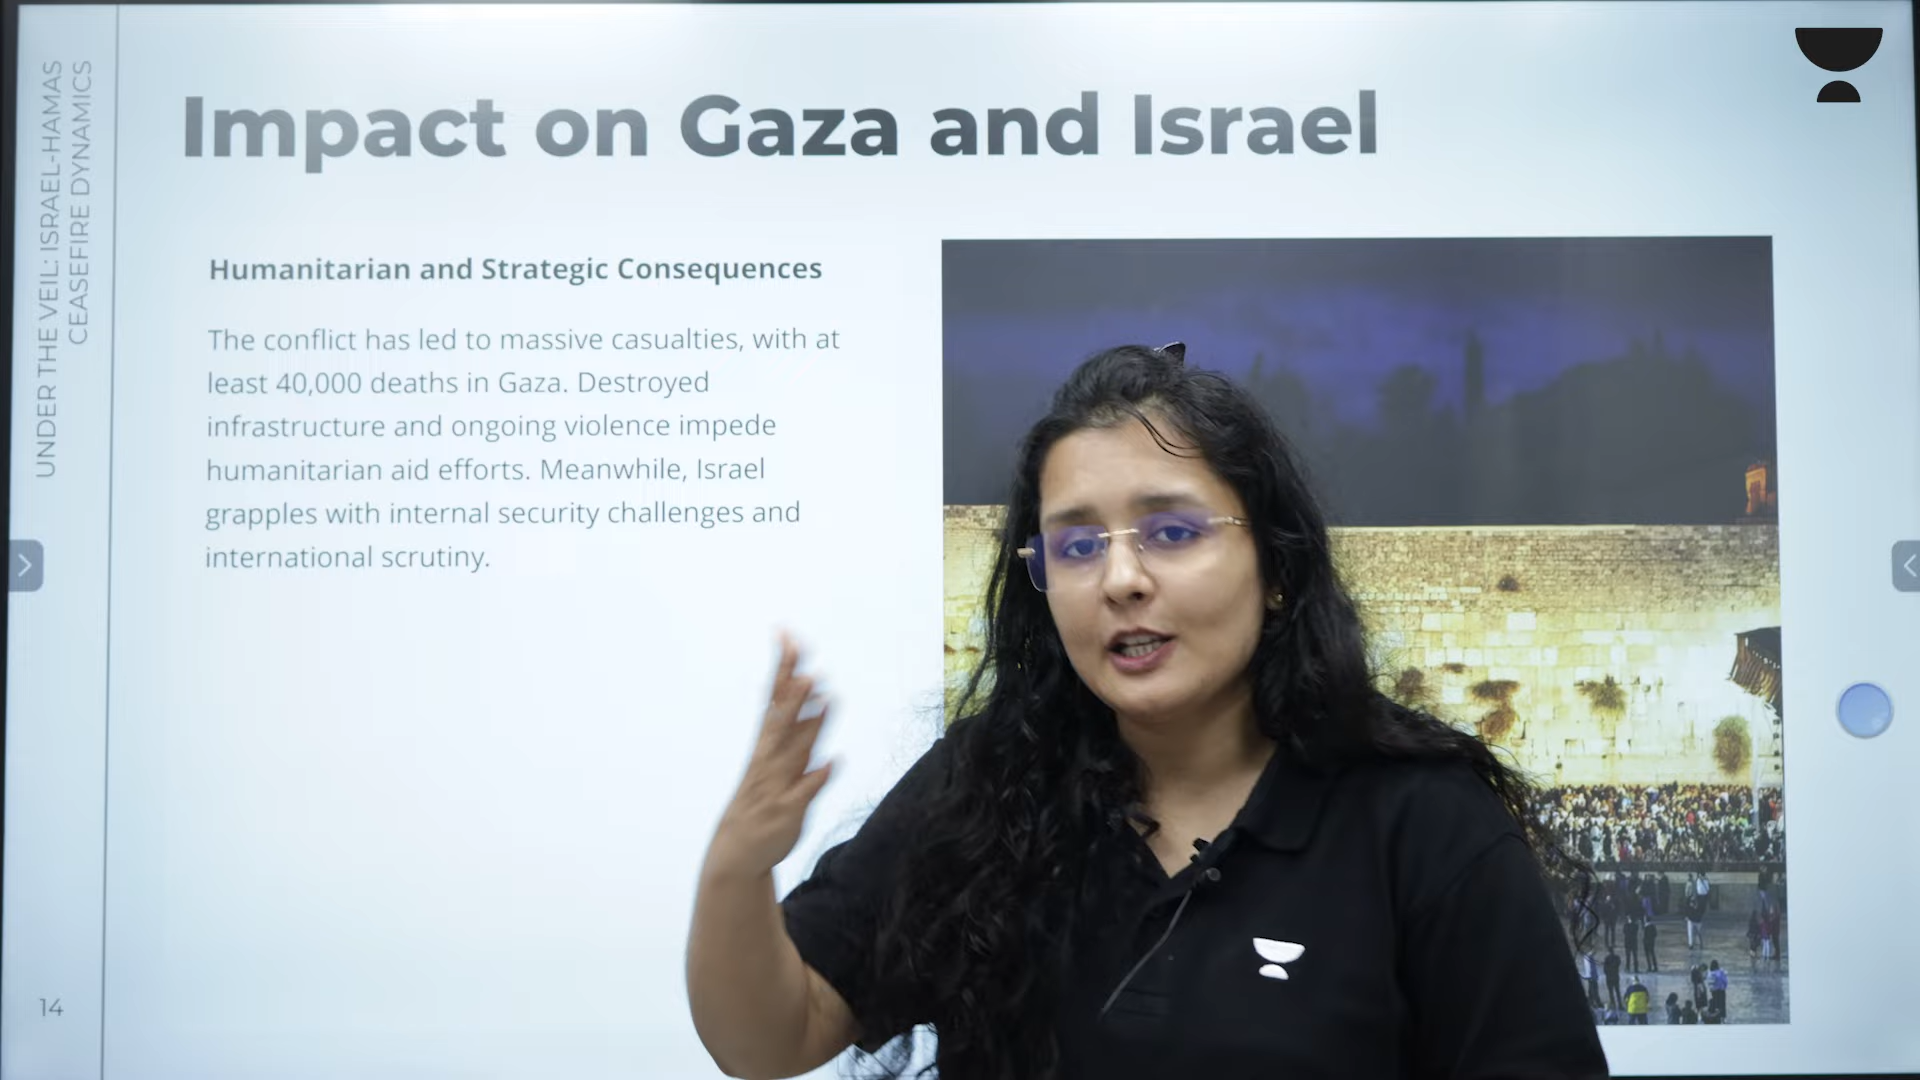 UNDER THE VEIL: ISRAEL-HAMAS
CEASEFIRE DYNAMICS
Impact on Gaza and Israel
Humanitarian and Strategic Consequences
The conflict has led to massive casualties, with at
least 40,000 deaths in Gaza. Destroyed
infrastructure and ongoing violence impede
humanitarian aid efforts. Meanwhile, Israel
grapples with internal security challenges and
international scrutiny.
14